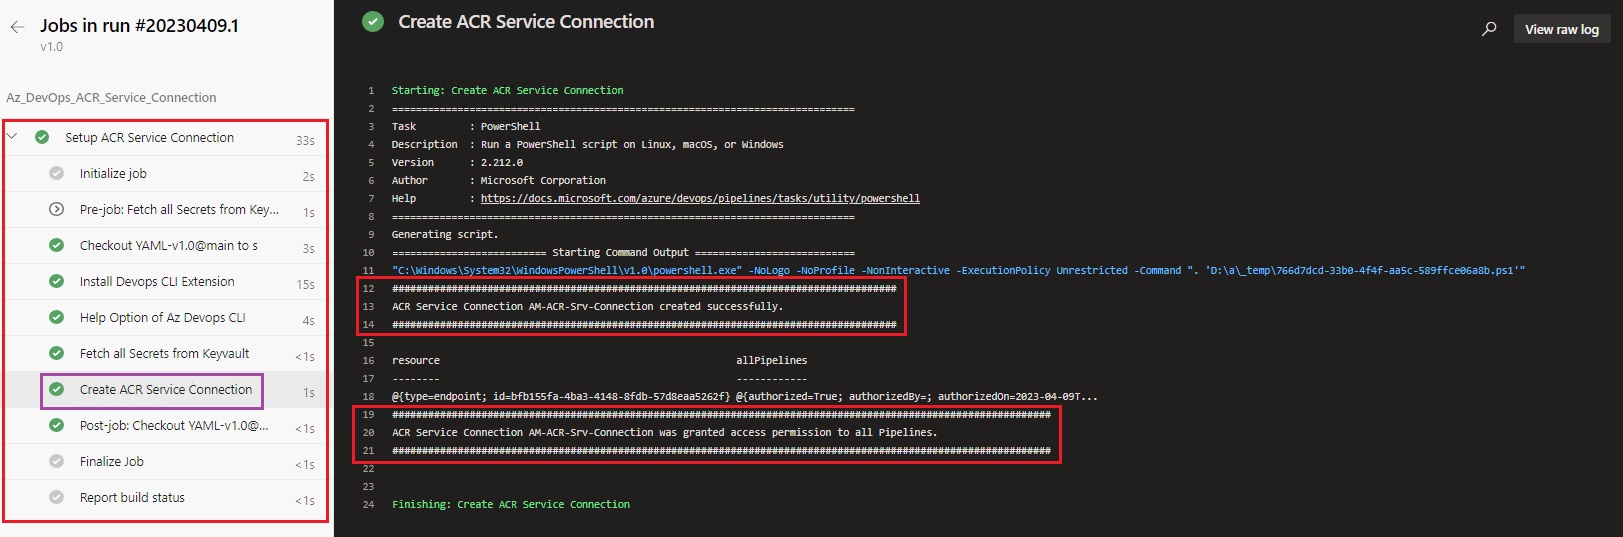 Jobs in run #20230409.1
v1.0
Az_DevOps_ACR_Service_Connection
Setup ACR Service Connection 33s
Initialize job 2s
Pre-job: Fetch all Secrets from Key... 1s
Checkout YAML-v1.0@main to s 3s
Install Devops CLI Extension 15s
Help Option of Az Devops CLI 4s
Fetch all Secrets from Keyvault <1s
Create ACR Service Connection 1s
Post-job: Checkout YAML-v1.0@... <1s
Finalize Job <1s
Report build status <1s
Create ACR Service Connection
View raw log
1 Starting: Create ACR Service Connection
2 ==============================================================================
3 Task : PowerShell
4 Description : Run a PowerShell script on Linux, macOS, or Windows
5 Version : 2.212.0
6 Author : Microsoft Corporation
7 Help : https://docs.microsoft.com/azure/devops/pipelines/tasks/utility/powershell
8 ==============================================================================
9 Generating script.
10 ========================== Starting Command Output ===========================
11 "C:\Windows\System32\WindowsPowerShell\v1.0\powershell.exe" -NoLogo -NoProfile -NonInteractive -ExecutionPolicy Unrestricted -Command ". 'D:\a\_temp\766d7dcd-33b0-4f4f-aa5c-589ffce06a8b.ps1'"
12 #####################################################################################
13 ACR Service Connection AM-ACR-Srv-Connection created successfully.
14 #####################################################################################
15
16 resource allPipelines
17 -------- ------------
18 @{type=endpoint; id=bfb155fa-4ba3-4148-8fdb-57d8eaa5262f} @{authorized=True; authorizedBy=; authorizedOn=2023-04-09T...
19 ###############################################################################################################
20 ACR Service Connection AM-ACR-Srv-Connection was granted access permission to all Pipelines.
21 ###############################################################################################################
22
23
24 Finishing: Create ACR Service Connection